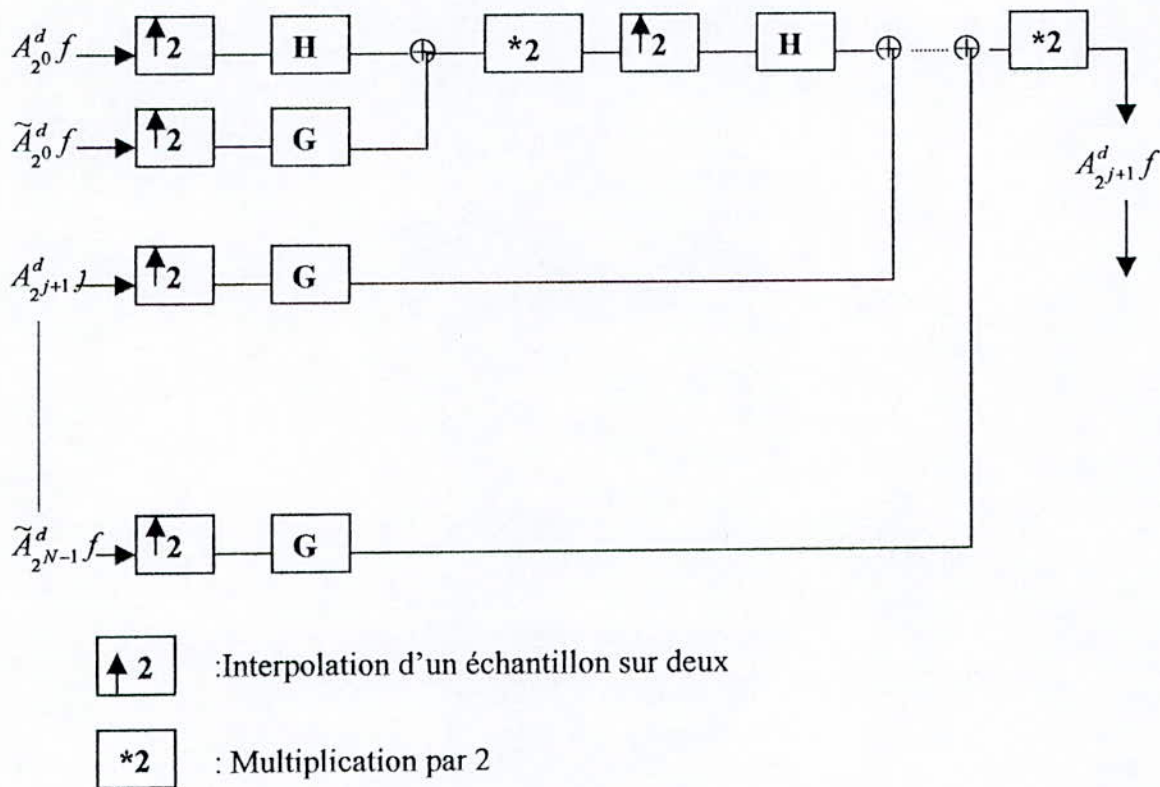 A^d_{2^0} f ↑2 H ⊕ *2 ↑2 H ⊕ ........ ⊕ *2
Ã^d_{2^0} f ↑2 G
A^d_{2^{j+1}} f
A^d_{2^{j+1}} ↑2 G
Ã^d_{2^{N-1}} f ↑2 G
↑2 :Interpolation d'un échantillon sur deux
*2 : Multiplication par 2